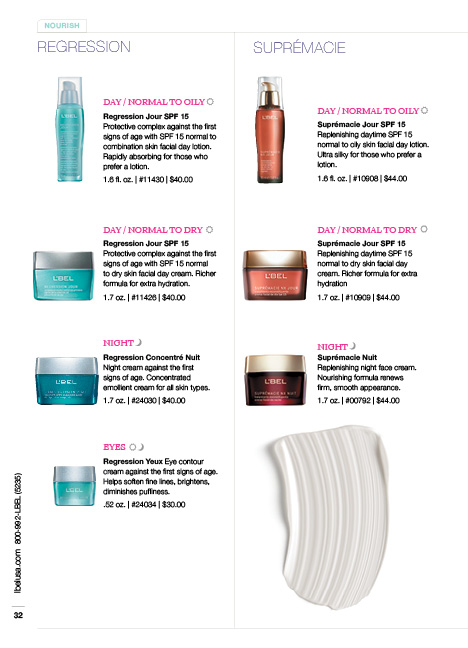 NOURISH
REGRESSION
DAY / NORMAL TO OILY
Regression Jour SPF 15
Protective complex against the first
signs of age with SPF 15 normal to
combination skin facial day lotion.
Rapidly absorbing for those who
prefer a lotion.
1.6 fl. oz. | #11430 | $40.00
DAY / NORMAL TO DRY
Regression Jour SPF 15
Protective complex against the first
signs of age with SPF 15 normal
to dry skin facial day cream. Richer
formula for extra hydration.
1.7 oz. | #11426 | $40.00
NIGHT
Regression Concentré Nuit
Night cream against the first
signs of age. Concentrated
emollient cream for all skin types.
1.7 oz. | #24030 | $40.00
EYES
Regression Yeux Eye contour
cream against the first signs of age.
Helps soften fine lines, brightens,
diminishes puffiness.
.52 oz. | #24034 | $30.00
SUPRÉMACIE
DAY / NORMAL TO OILY
Suprémacie Jour SPF 15
Replenishing daytime SPF 15
normal to oily skin facial day lotion.
Ultra silky for those who prefer a
lotion.
1.6 fl. oz. | #10908 | $44.00
DAY / NORMAL TO DRY
Suprémacie Jour SPF 15
Replenishing daytime SPF 15
normal to dry skin facial day
cream. Richer formula for extra
hydration
1.7 oz. | #10909 | $44.00
NIGHT
Suprémacie Nuit
Replenishing night face cream.
Nourishing formula renews
firm, smooth appearance.
1.7 oz. | #00792 | $44.00
L'BEL
L'BEL
L'BEL
L'BEL
L'BEL
L'BEL
L'BEL
lbelusa.com 800-992-LBEL (5235)
32